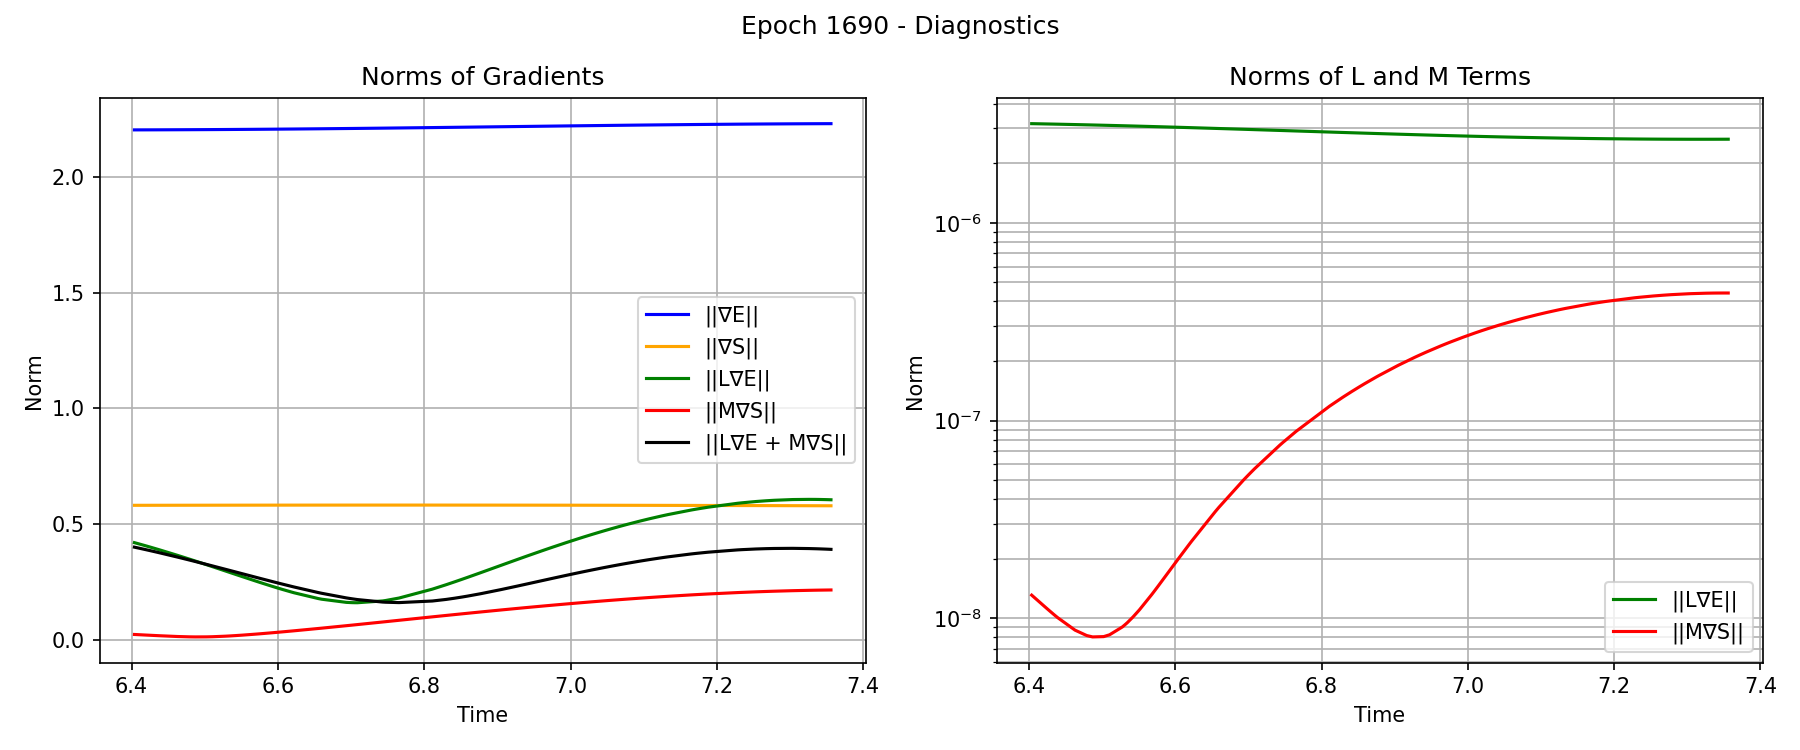 Epoch 1690 - Diagnostics
Norms of Gradients
Norm
2.0
1.5
1.0
0.5
0.0
||∇E||
||∇S||
||L∇E||
||M∇S||
||L∇E + M∇S||
6.4 6.6 6.8 7.0 7.2 7.4
Time
Norms of L and M Terms
Norm
10⁻⁶
10⁻⁷
10⁻⁸
||L∇E||
||M∇S||
6.4 6.6 6.8 7.0 7.2 7.4
Time